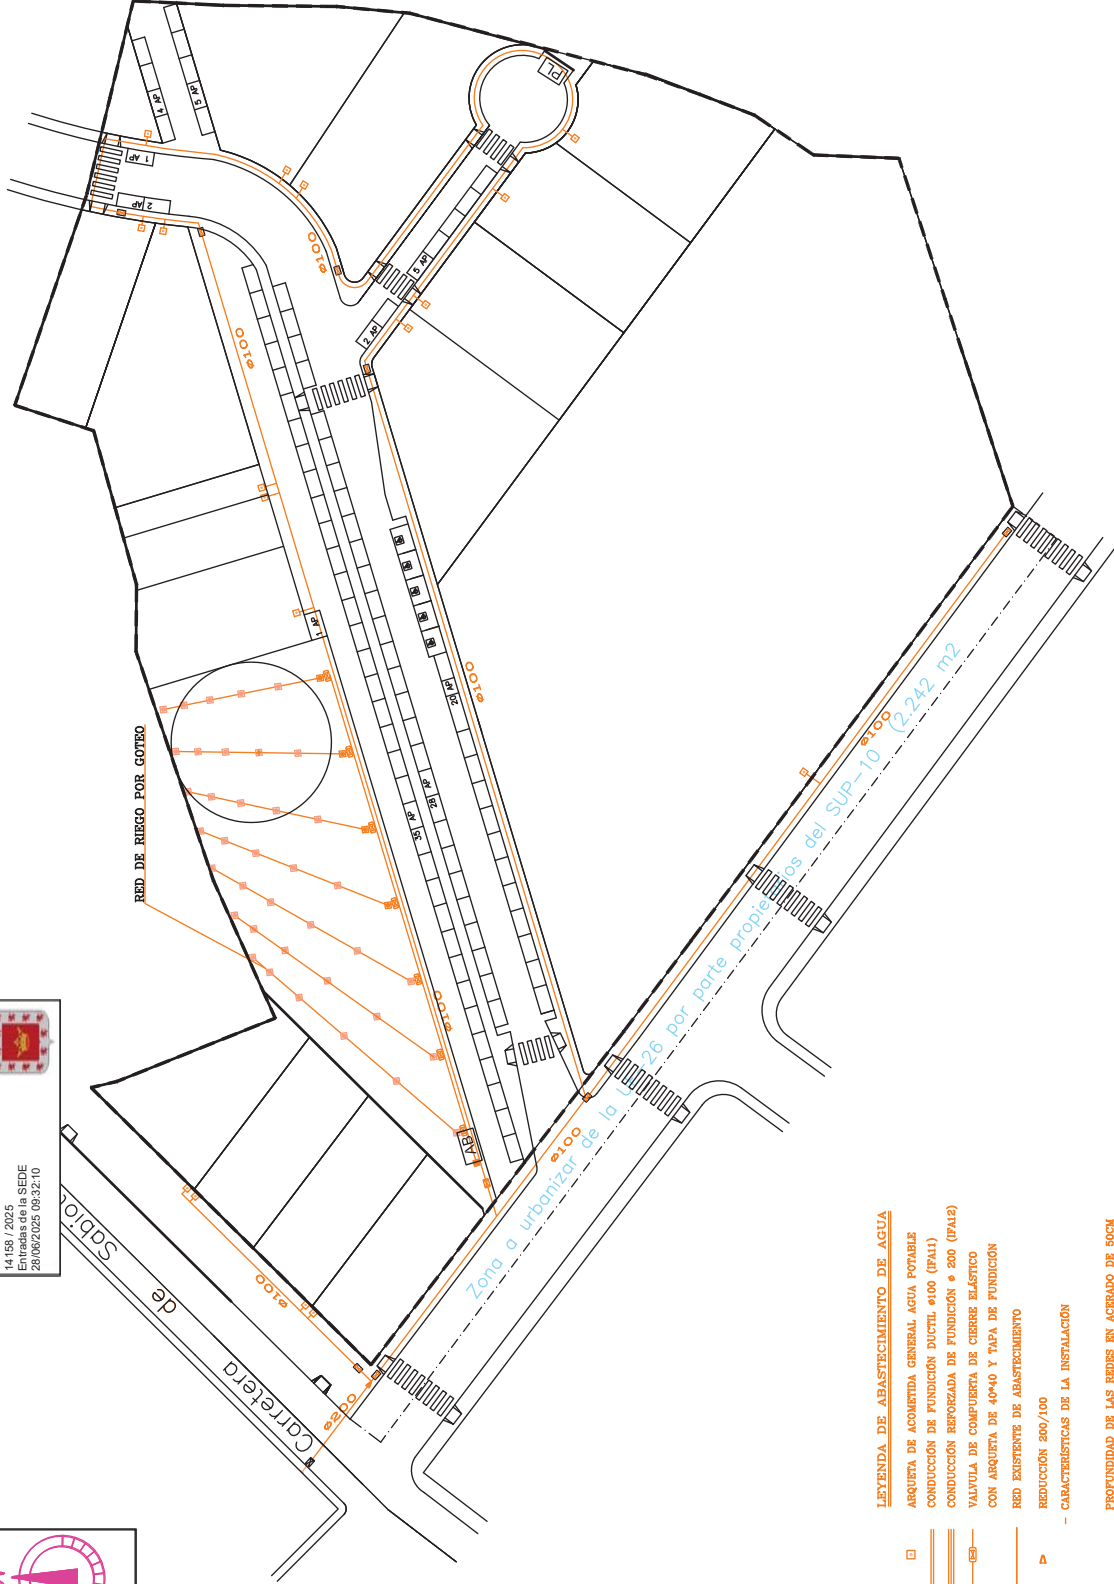 14158 / 2025
Entradas de la SEDE
28/06/2025 09:32:10
RED DE RIEGO POR GOTEO
4 AP
5 AP
1 AP
2 AP
PL
5 AP
2 AP
ø100
ø100
1 AP
20 AP
ø100
35 AP
28 AP
ø100
AB
ø100
ø100
ø100
ø200
Carretera de
Zona a urbanizar de la
26 por parte
del SUP-10 (2.242 m2
LEYENDA DE ABASTECIMIENTO DE AGUA
ARQUETA DE ACOMETIDA GENERAL AGUA POTABLE
CONDUCCIÓN DE FUNDICIÓN DUCTIL ø100 (IFA11)
CONDUCCIÓN REFORZADA DE FUNDICIÓN ø 200 (IFA12)
VALVULA DE COMPUERTA DE CIERRE ELÁSTICO
CON ARQUETA DE 40*40 Y TAPA DE FUNDICIÓN
RED EXISTENTE DE ABASTECIMIENTO
REDUCCIÓN 200/100
- CARACTERÍSTICAS DE LA INSTALACIÓN
PROFUNDIDAD DE LAS REDES EN ACERADO DE 50CM